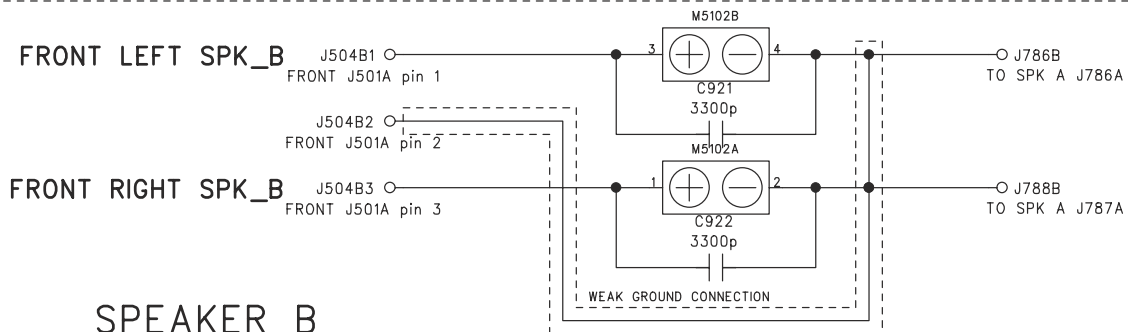 M5102B
FRONT LEFT SPK_B
J504B1
3
4
J786B
FRONT J501A pin 1
TO SPK A J786A
C921
3300p
J504B2
FRONT J501A pin 2
M5102A
FRONT RIGHT SPK_B
J504B3
1
2
J788B
FRONT J501A pin 3
TO SPK A J787A
C922
3300p
WEAK GROUND CONNECTION
SPEAKER B